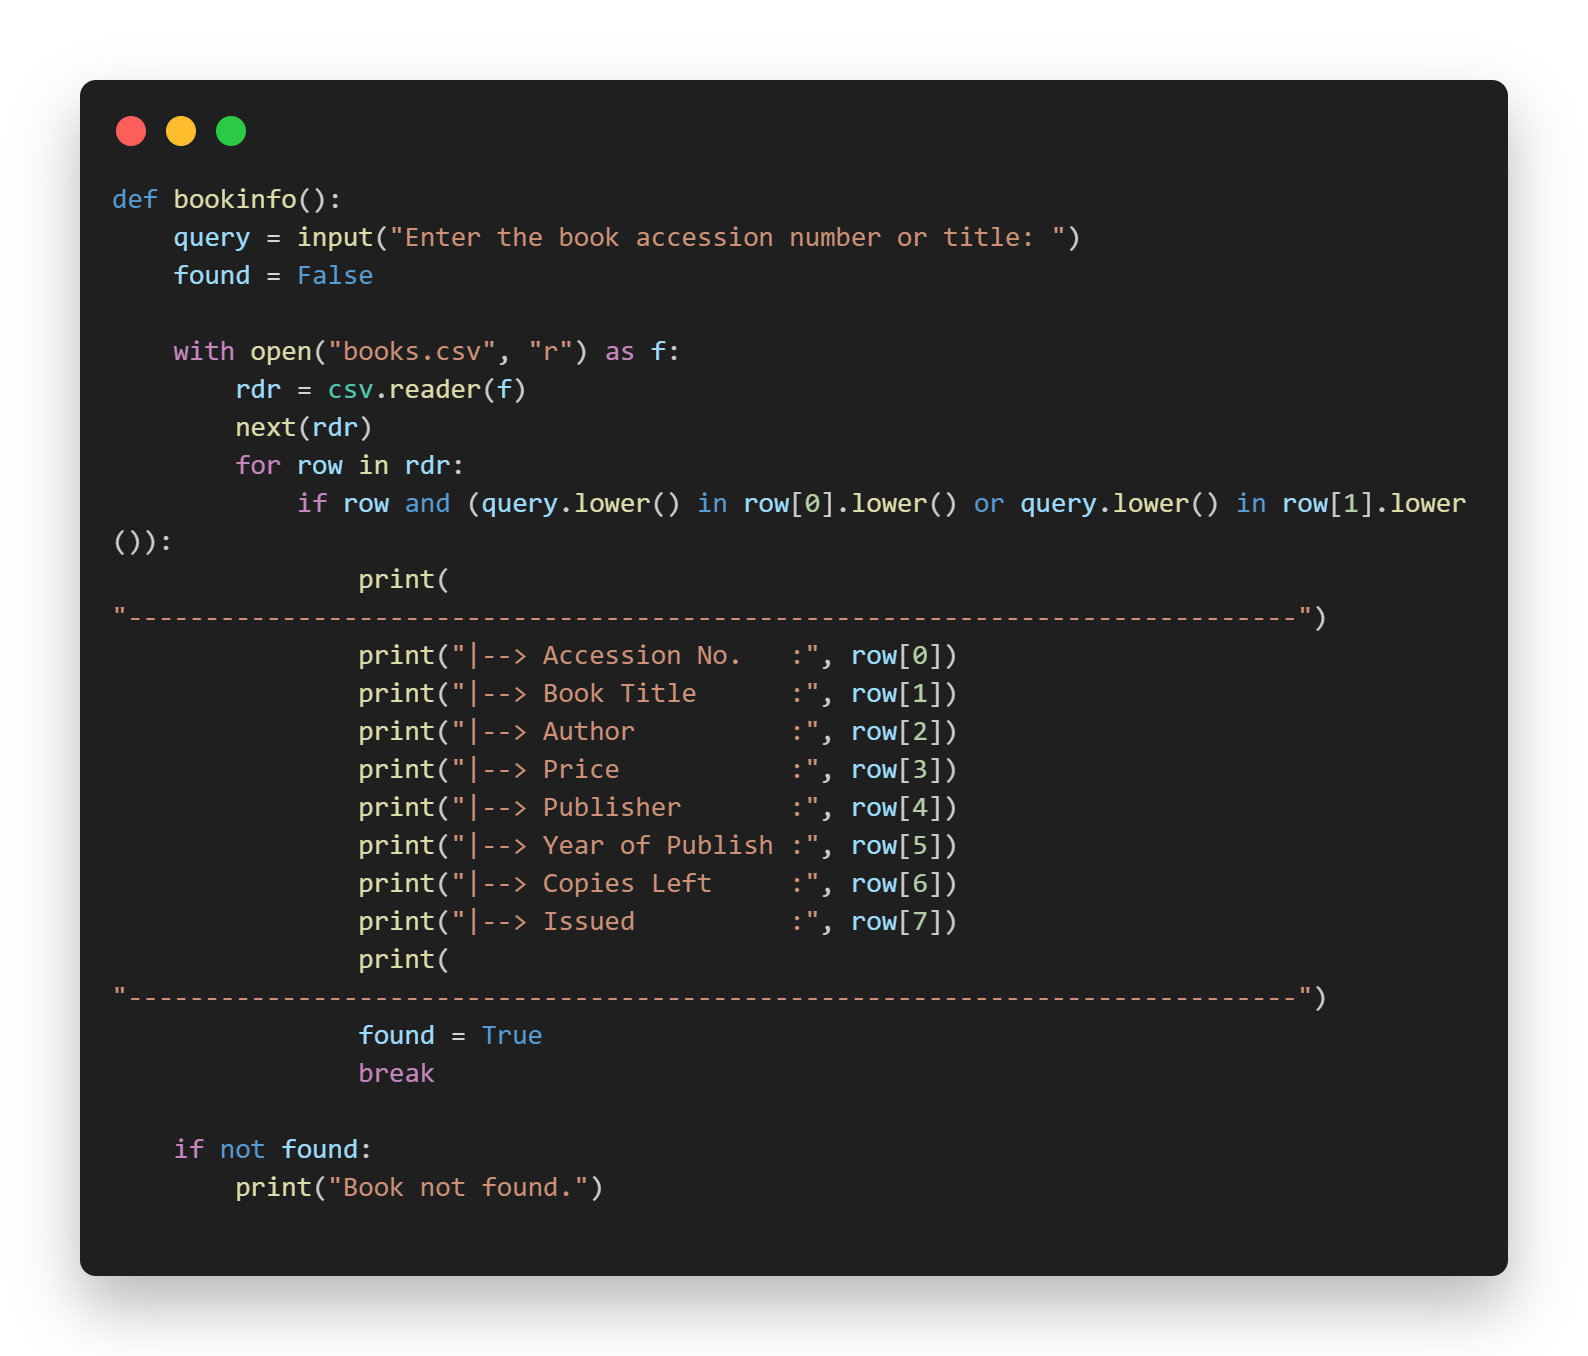 def bookinfo():
    query = input("Enter the book accession number or title: ")
    found = False

    with open("books.csv", "r") as f:
        rdr = csv.reader(f)
        next(rdr)
        for row in rdr:
            if row and (query.lower() in row[0].lower() or query.lower() in row[1].lower
()):
                print(
"----------------------------------------------------------------------------")
                print("|--> Accession No.   :", row[0])
                print("|--> Book Title      :", row[1])
                print("|--> Author          :", row[2])
                print("|--> Price           :", row[3])
                print("|--> Publisher       :", row[4])
                print("|--> Year of Publish :", row[5])
                print("|--> Copies Left     :", row[6])
                print("|--> Issued          :", row[7])
                print(
"----------------------------------------------------------------------------")
                found = True
                break

    if not found:
        print("Book not found.")